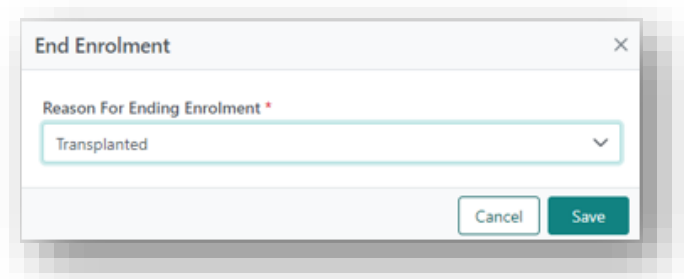 End Enrolment
Reason For Ending Enrolment *
Transplanted
Cancel Save